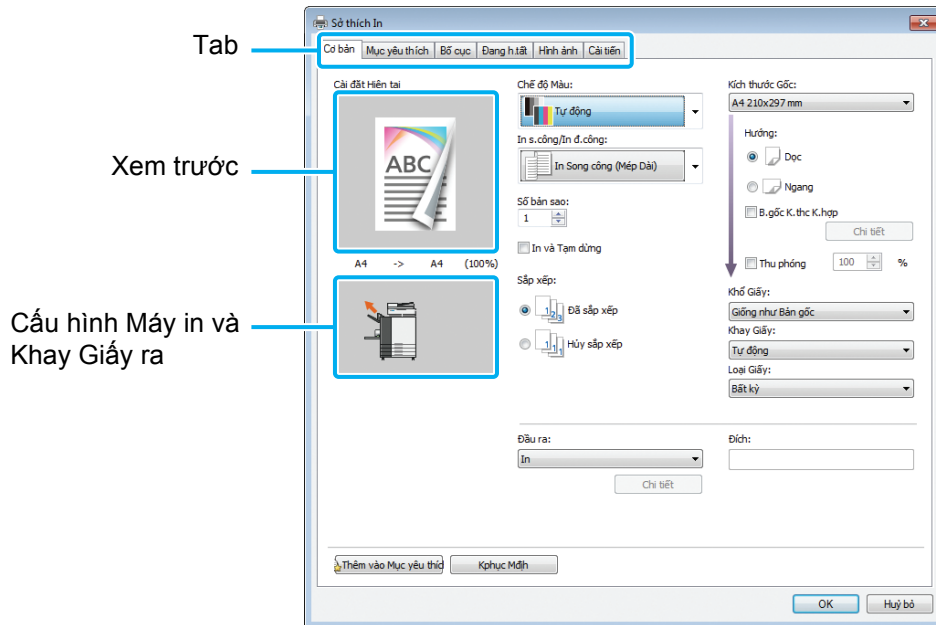 Sở thích In
Tab
Cơ bản Mục yêu thích Bố cục Đang h.tất Hình ảnh Cải tiến
Cài đặt Hiện tại
Xem trước
ABC
A4 -> A4 (100%)
Cấu hình Máy in và
Khay Giấy ra
Chế độ Màu:
Tự động
In s.công/In đ.công:
In Song công (Mép Dài)
Số bản sao:
1
In và Tạm dừng
Sắp xếp:
Đã sắp xếp
Hủy sắp xếp
Kích thước Gốc:
A4 210x297 mm
Hướng:
Dọc
Ngang
B.gốc K.thc K.hợp
Chi tiết
Thu phóng 100 %
Khổ Giấy:
Giống như Bản gốc
Khay Giấy:
Tự động
Loại Giấy:
Bất kỳ
Đầu ra:
In
Chi tiết
Đích:
Thêm vào Mục yêu thíc Kphục Mđịh
OK Huỷ bỏ